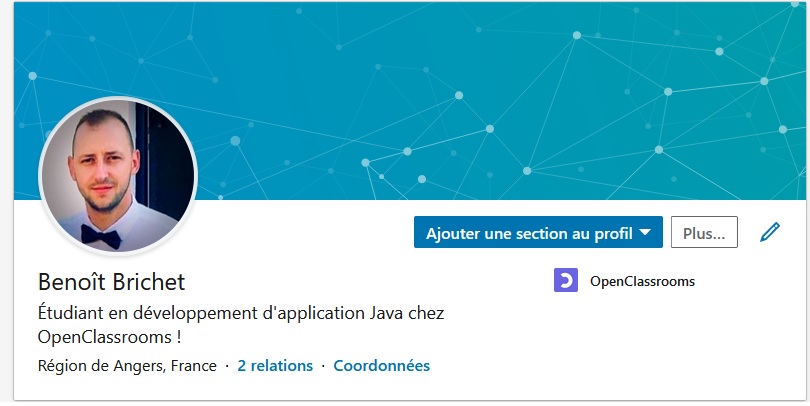 Ajouter une section au profil
Plus...
Benoît Brichet
OpenClassrooms
Étudiant en développement d'application Java chez
OpenClassrooms !
Région de Angers, France · 2 relations · Coordonnées